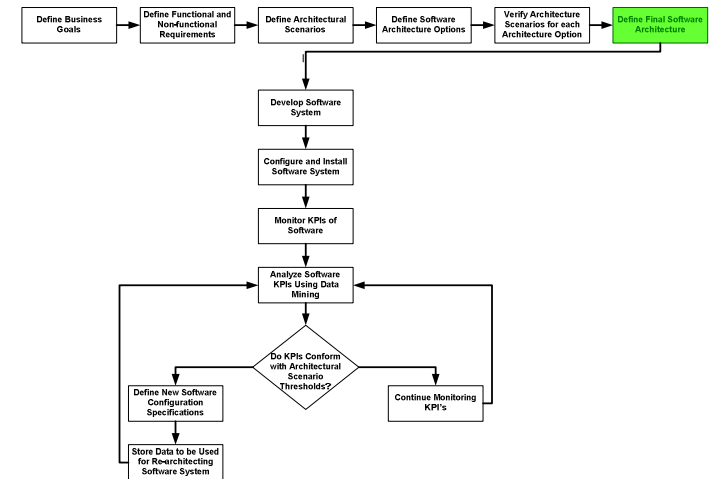 Define Business
Goals
Define Functional and
Non-functional
Requirements
Define Architectural
Scenarios
Define Software
Architecture Options
Verify Architecture
Scenarios for each
Architecture Option
Define Final Software
Architecture
Develop Software
System
Configure and Install
Software System
Monitor KPIs of
Software
Analyze Software
KPIs Using Data
Mining
Do KPIs Conform
with Architectural
Scenario
Thresholds?
Define New Software
Configuration
Specifications
Continue Monitoring
KPI's
Store Data to be Used
for Re-architecting
Software System